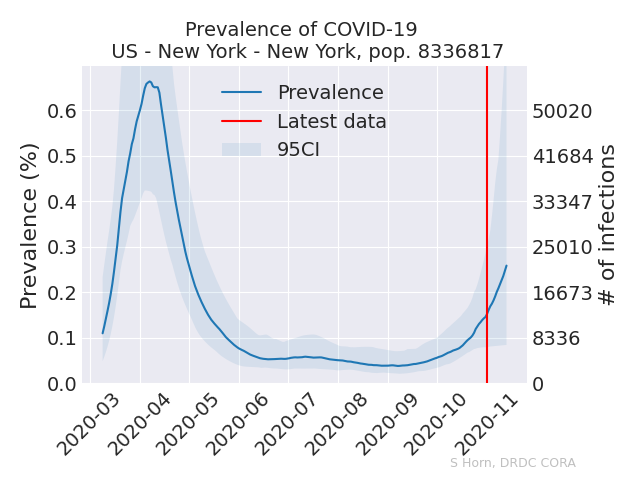 Prevalence of COVID-19
US - New York - New York, pop. 8336817
Prevalence
Latest data
95CI
Prevalence (%)
0.6
0.5
0.4
0.3
0.2
0.1
0.0
50020
41684
33347
25010
16673
8336
0
# of infections
2020-03
2020-04
2020-05
2020-06
2020-07
2020-08
2020-09
2020-10
2020-11
S Horn, DRDC CORA